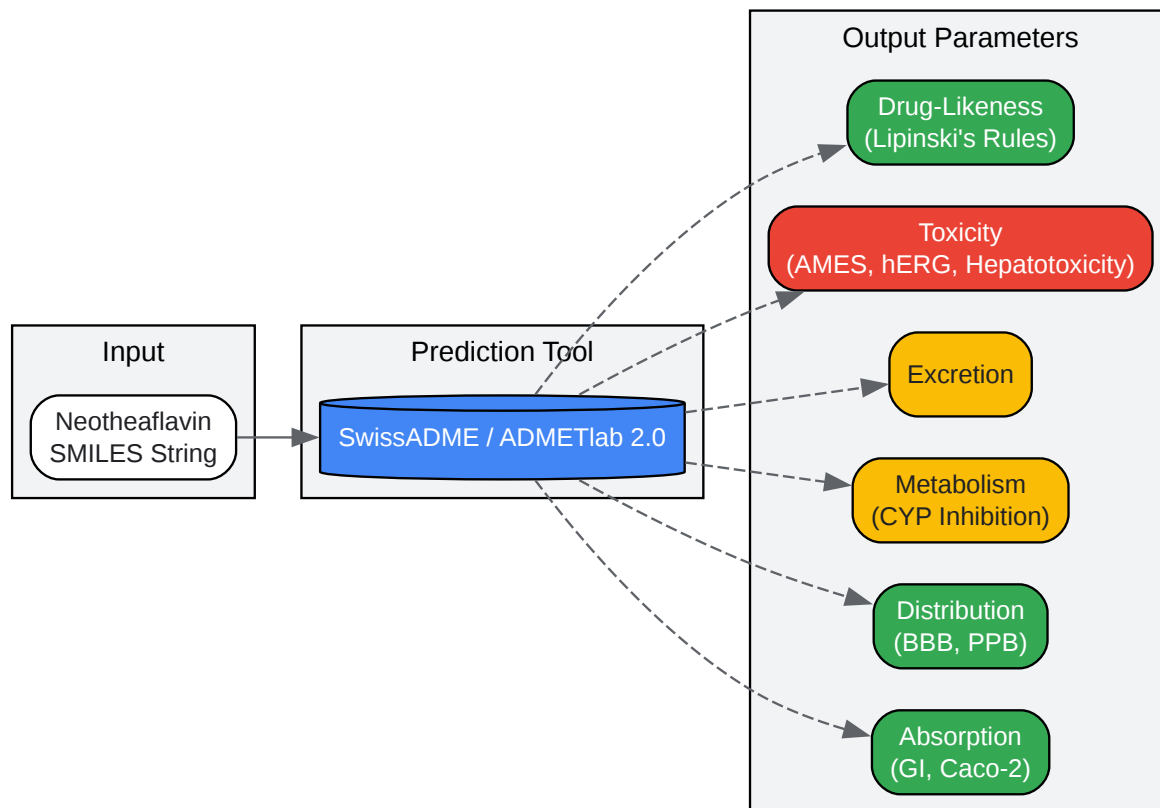 Input
Neotheaflavin
SMILES String
Prediction Tool
SwissADME / ADMETlab 2.0
Output Parameters
Drug-Likeness
(Lipinski's Rules)
Toxicity
(AMES, hERG, Hepatotoxicity)
Excretion
Metabolism
(CYP Inhibition)
Distribution
(BBB, PPB)
Absorption
(GI, Caco-2)